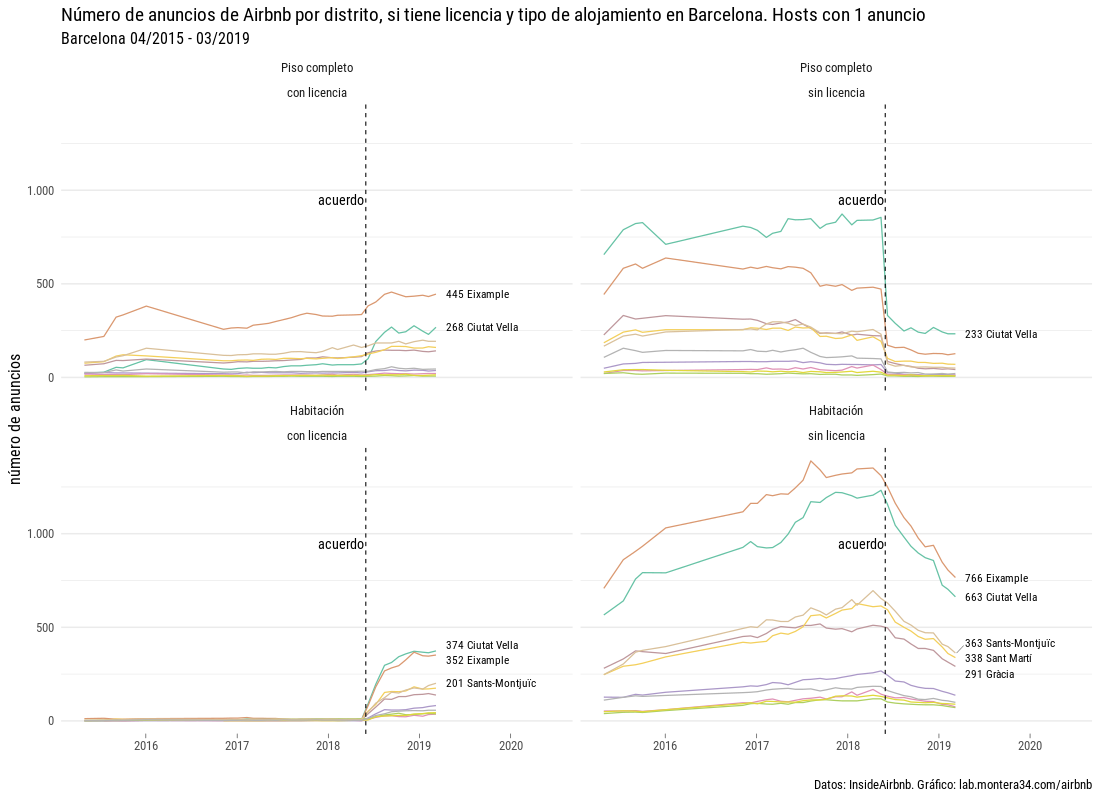 Número de anuncios de Airbnb por distrito, si tiene licencia y tipo de alojamiento en Barcelona. Hosts con 1 anuncio
Barcelona 04/2015 - 03/2019
Piso completo
con licencia
Piso completo
sin licencia
número de anuncios
1.000
500
0
acuerdo
445 Eixample
268 Ciutat Vella
acuerdo
233 Ciutat Vella
Habitación
con licencia
Habitación
sin licencia
1.000
500
0
acuerdo
374 Ciutat Vella
352 Eixample
201 Sants-Montjuïc
acuerdo
766 Eixample
663 Ciutat Vella
363 Sants-Montjuïc
338 Sant Martí
291 Gràcia
2016 2017 2018 2019 2020
2016 2017 2018 2019 2020
Datos: InsideAirbnb. Gráfico: lab.montera34.com/airbnb